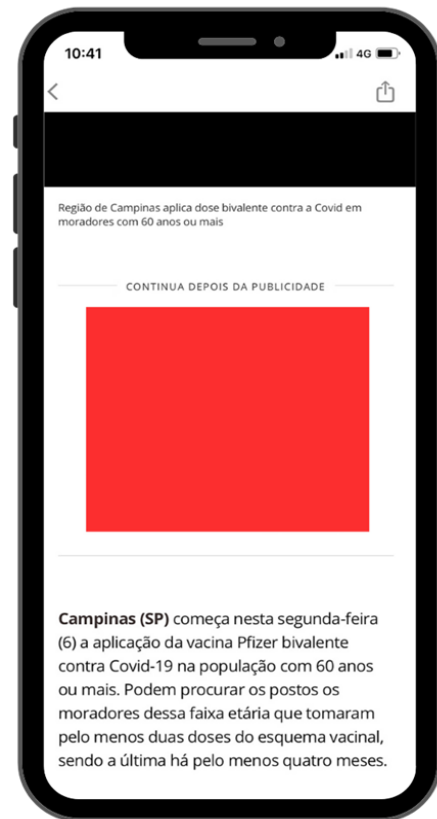 10:41
4G
Região de Campinas aplica dose bivalente contra a Covid em
moradores com 60 anos ou mais
CONTINUA DEPOIS DA PUBLICIDADE
Campinas (SP) começa nesta segunda-feira
(6) a aplicação da vacina Pfizer bivalente
contra Covid-19 na população com 60 anos
ou mais. Podem procurar os postos os
moradores dessa faixa etária que tomaram
pelo menos duas doses do esquema vacinal,
sendo a última há pelo menos quatro meses.